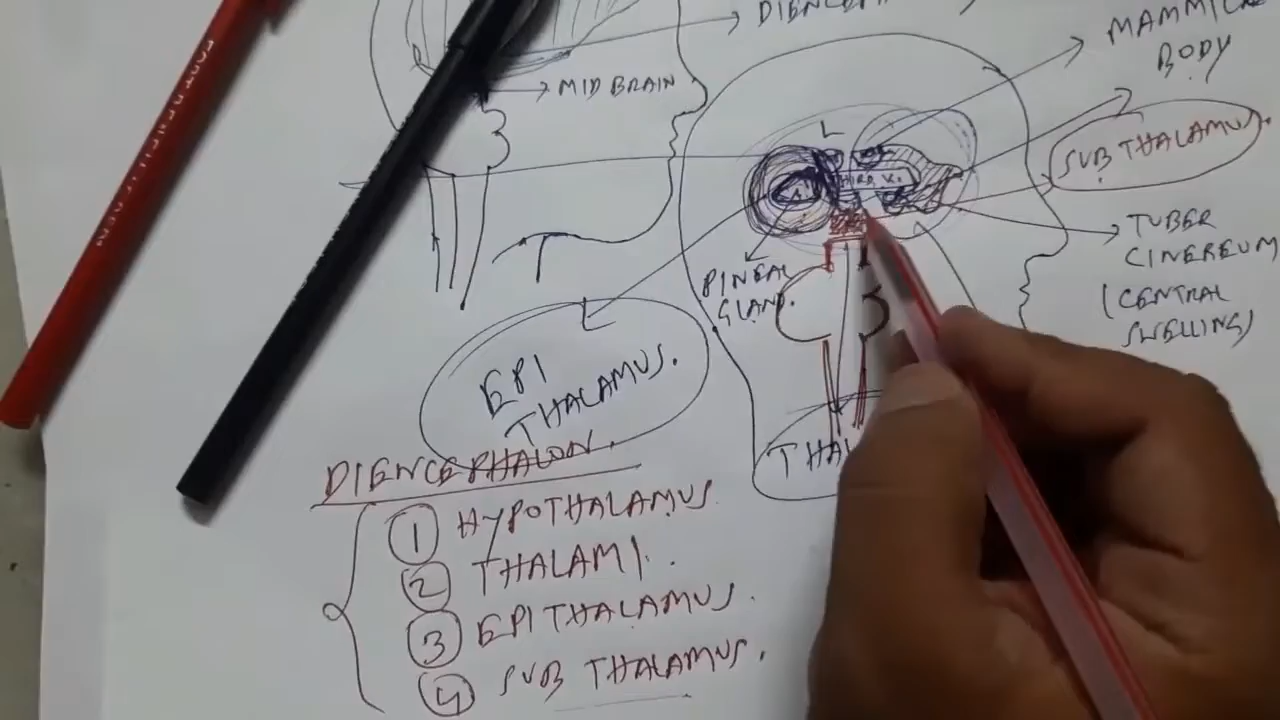 MID BRAIN
BODY
SUB THALAMUS.
TUBER
CINEREUM
(CENTRAL
SWELLING)
PINEAL
GLAND.
EPI
THALAMUS.
DIENCEPHALON.
1 HYPOTHALAMUS
2 THALAMI.
3 EPITHALAMUS.
4 SUB THALAMUS.